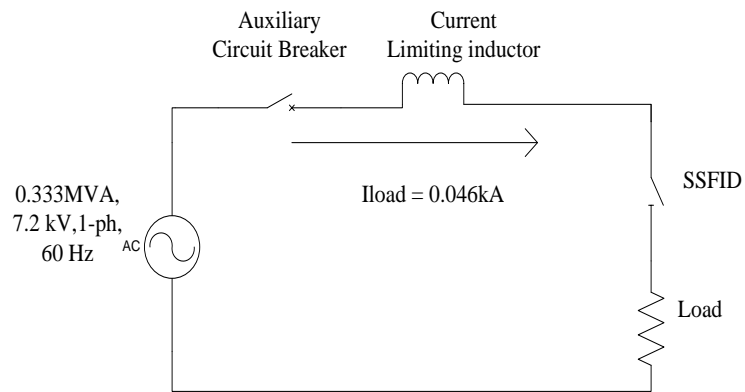 Auxiliary
Circuit Breaker
Current
Limiting inductor
SSFID
0.333MVA,
7.2 kV,1-ph,
60 Hz
AC
Iload = 0.046kA
Load